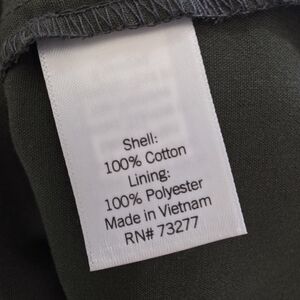 Shell:
100% Cotton
Lining:
100% Polyester
Made in Vietnam
RN# 73277